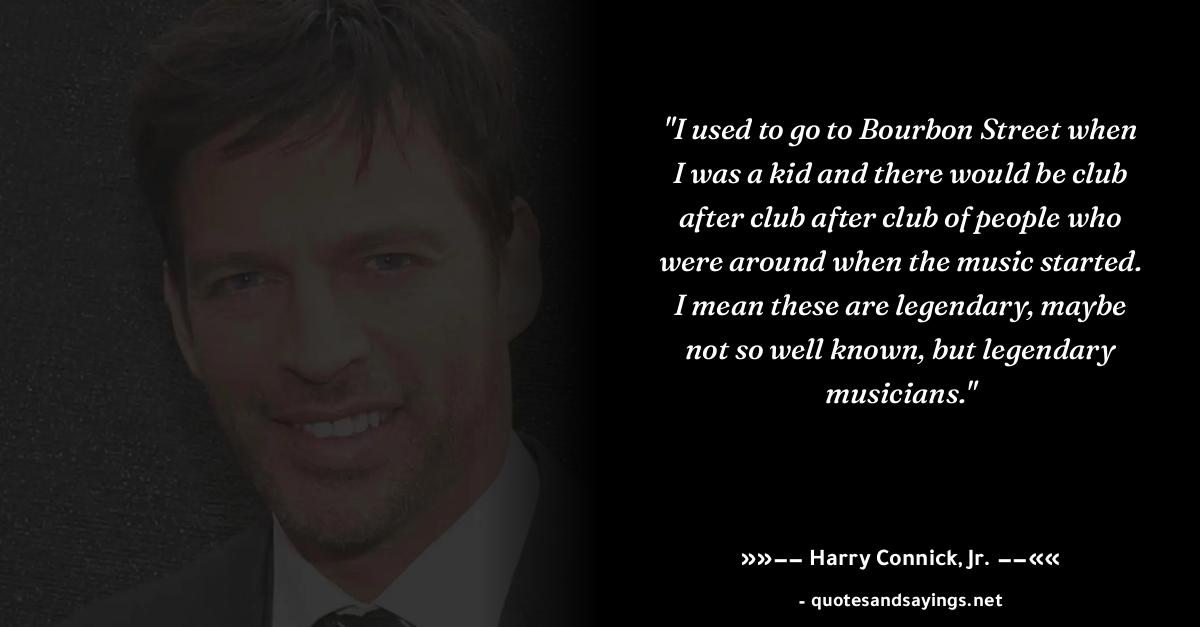 "I used to go to Bourbon Street when
I was a kid and there would be club
after club after club of people who
were around when the music started.
I mean these are legendary, maybe
not so well known, but legendary
musicians."
»»–– Harry Connick, Jr. ––««
- quotesandsayings.net